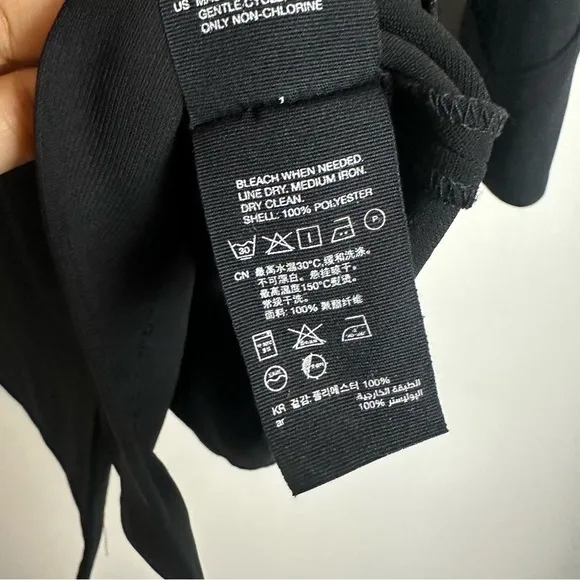 US
GENTLE CYCLE
ONLY NON-CHLORINE
BLEACH WHEN NEEDED.
LINE DRY. MEDIUM IRON.
DRY CLEAN.
SHELL: 100% POLYESTER
30 P
CN 最高水温30°C,缓和洗涤.
不可漂白. 悬挂晾干.
最高温度150°C熨烫.
常规干洗.
面料: 100% 聚酯纤维
KR 겉감: 폴리에스터 100%
ar الطبقة الخارجية
البوليستر 100%